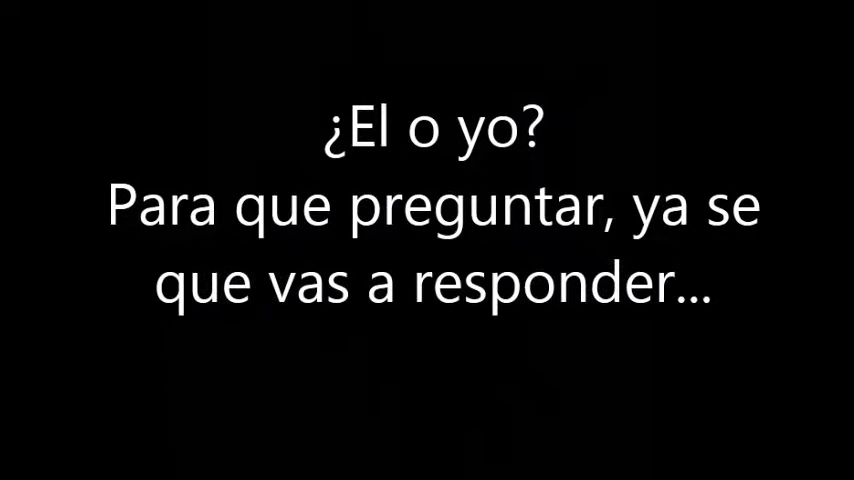 ¿El o yo?
Para que preguntar, ya se
que vas a responder...